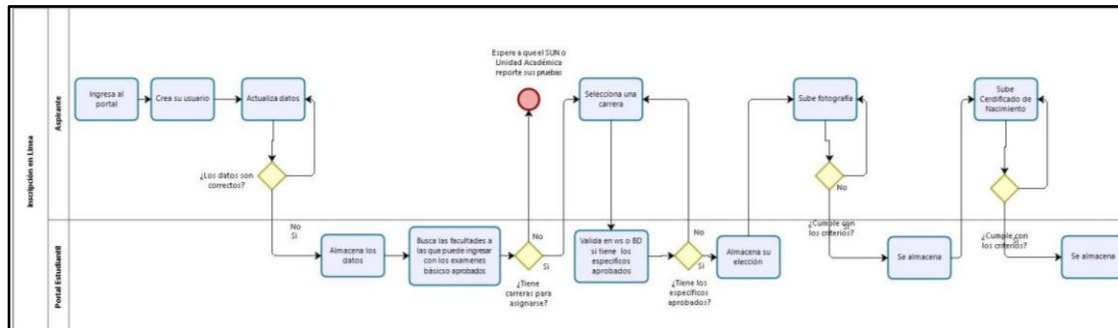 Inscripción en Línea
Aspirante
Portal Estudiantil
Ingresa al
portal
Crea su usuario
Actualiza datos
¿Los datos son
correctos?
No
Si
Almacena los
datos
Busca las facultades a
las que puede ingresar
con los examenes
básicso aprobados
Espere a que el SUN o
Unidad Académica
reporte sus pruebas
No
Si
¿Tiene
carreras para
asignarse?
Selecciona una
carrera
Valida en ws o BD
si tiene los
especificos
aprobados
No
Si
¿Tiene los
especificos
aprobados?
Almacena su
elección
Sube fotografía
No
¿Cumple con
los criterios?
Si
Se almacena
Sube
Cerdificado de
Nacimiento
¿Cumple con
los criterios?
Si
Se almacena